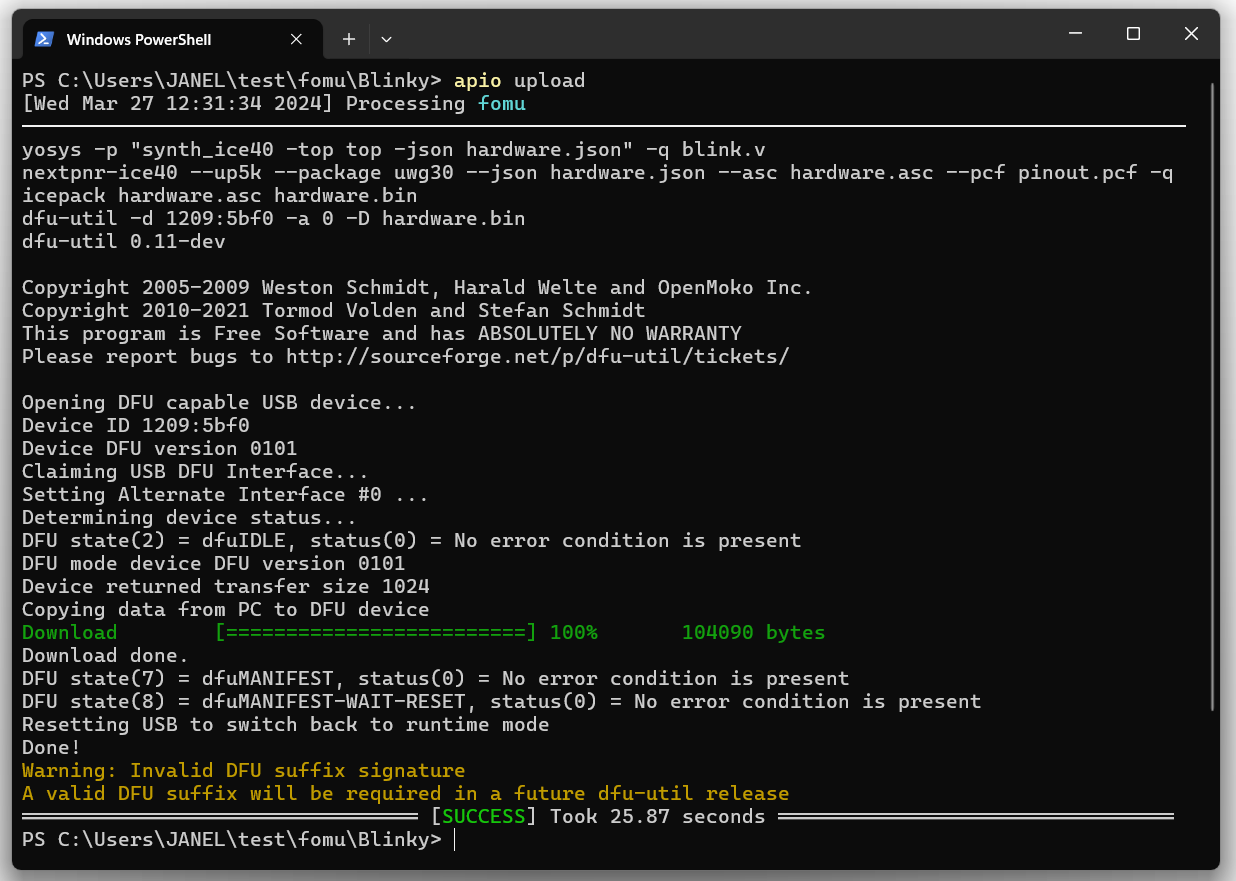 Windows PowerShell
PS C:\Users\JANEL\test\fomu\Blinky> apio upload
[Wed Mar 27 12:31:34 2024] Processing fomu
yosys -p "synth_ice40 -top top -json hardware.json" -q blink.v
nextpnr-ice40 --up5k --package uwg30 --json hardware.json --asc hardware.asc --pcf pinout.pcf -q
icepack hardware.asc hardware.bin
dfu-util -d 1209:5bf0 -a 0 -D hardware.bin
dfu-util 0.11-dev
Copyright 2005-2009 Weston Schmidt, Harald Welte and OpenMoko Inc.
Copyright 2010-2021 Tormod Volden and Stefan Schmidt
This program is Free Software and has ABSOLUTELY NO WARRANTY
Please report bugs to http://sourceforge.net/p/dfu-util/tickets/
Opening DFU capable USB device...
Device ID 1209:5bf0
Device DFU version 0101
Claiming USB DFU Interface...
Setting Alternate Interface #0 ...
Determining device status...
DFU state(2) = dfuIDLE, status(0) = No error condition is present
DFU mode device DFU version 0101
Device returned transfer size 1024
Copying data from PC to DFU device
Download [=========================] 100% 104090 bytes
Download done.
DFU state(7) = dfuMANIFEST, status(0) = No error condition is present
DFU state(8) = dfuMANIFEST-WAIT-RESET, status(0) = No error condition is present
Resetting USB to switch back to runtime mode
Done!
Warning: Invalid DFU suffix signature
A valid DFU suffix will be required in a future dfu-util release
[SUCCESS] Took 25.87 seconds
PS C:\Users\JANEL\test\fomu\Blinky>